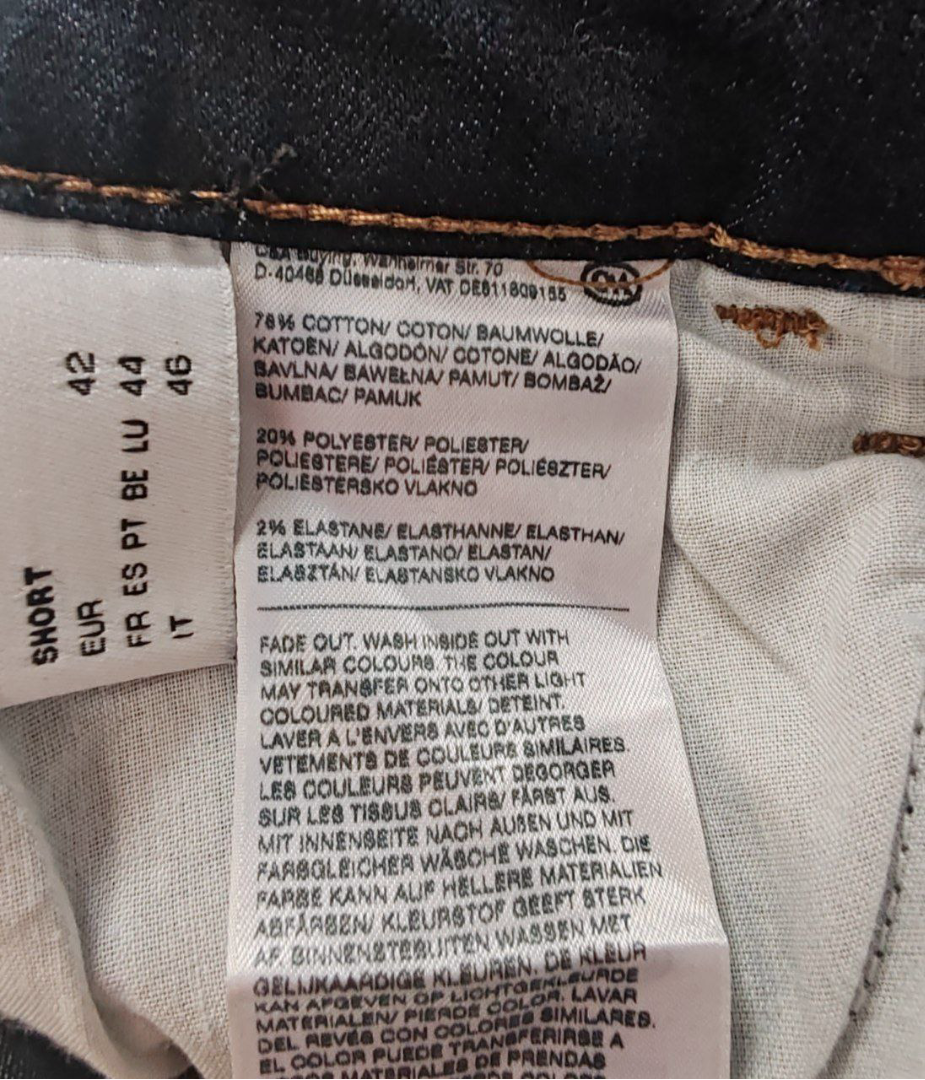 SHORT
EUR 42
FR ES PT BE LU 44
IT 46
C&A Buying, Wanheimer Str. 70
D-40468 Düsseldorf, VAT DE811809155
78% COTTON/ COTON/ BAUMWOLLE/
KATOEN/ ALGODÓN/ COTONE/ ALGODÃO/
BAVLNA/ BAWEŁNA/ PAMUT/ BOMBAŽ/
BUMBAC/ PAMUK
20% POLYESTER/ POLIESTER/
POLIESTERE/ POLIÉSTER/ POLIÉSZTER/
POLIESTERSKO VLAKNO
2% ELASTANE/ ELASTHANNE/ ELASTHAN/
ELASTAAN/ ELASTANO/ ELASTAN/
ELASZTÁN/ ELASTANSKO VLAKNO
FADE OUT. WASH INSIDE OUT WITH
SIMILAR COLOURS. THE COLOUR
MAY TRANSFER ONTO OTHER LIGHT
COLOURED MATERIALS/ DETEINT.
LAVER A L'ENVERS AVEC D'AUTRES
VETEMENTS DE COULEURS SIMILAIRES.
LES COULEURS PEUVENT DEGORGER
SUR LES TISSUS CLAIRS/ FÄRBT AUS.
MIT INNENSEITE NACH AUßEN UND MIT
FARBGLEICHER WÄSCHE WASCHEN. DIE
FARBE KANN AUF HELLERE MATERIALIEN
ABFÄRBEN/ KLEURSTOF GEEFT STERK
AF. BINNENSTEBUITEN WASSEN MET
GELIJKAARDIGE KLEUREN. DE KLEUR
KAN AFGEVEN OP LICHTGEKLEURDE
MATERIALEN/ PIERDE COLOR. LAVAR
DEL REVÉS CON COLORES SIMILARES.
EL COLOR PUEDE TRANSFERIRSE A
MATERIALES DE PRENDAS